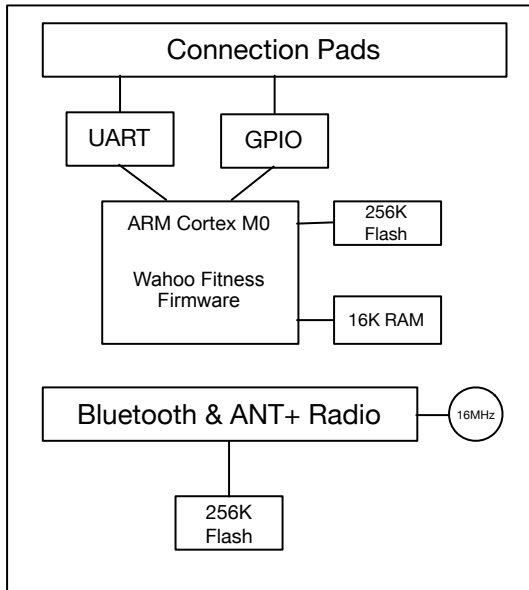 Connection Pads
UART
GPIO
ARM Cortex M0
Wahoo Fitness
Firmware
256K
Flash
16K RAM
Bluetooth & ANT+ Radio
16MHz
256K
Flash